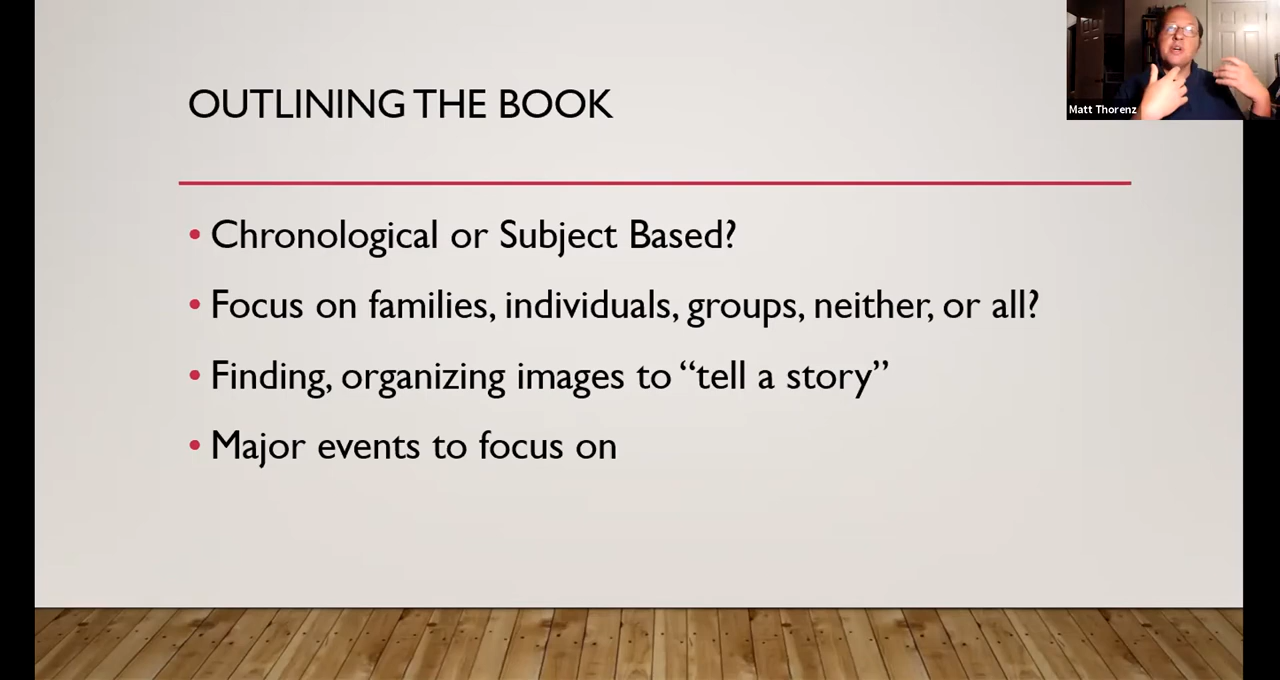 OUTLINING THE BOOK
• Chronological or Subject Based?
• Focus on families, individuals, groups, neither, or all?
• Finding, organizing images to “tell a story”
• Major events to focus on
Matt Thorenz